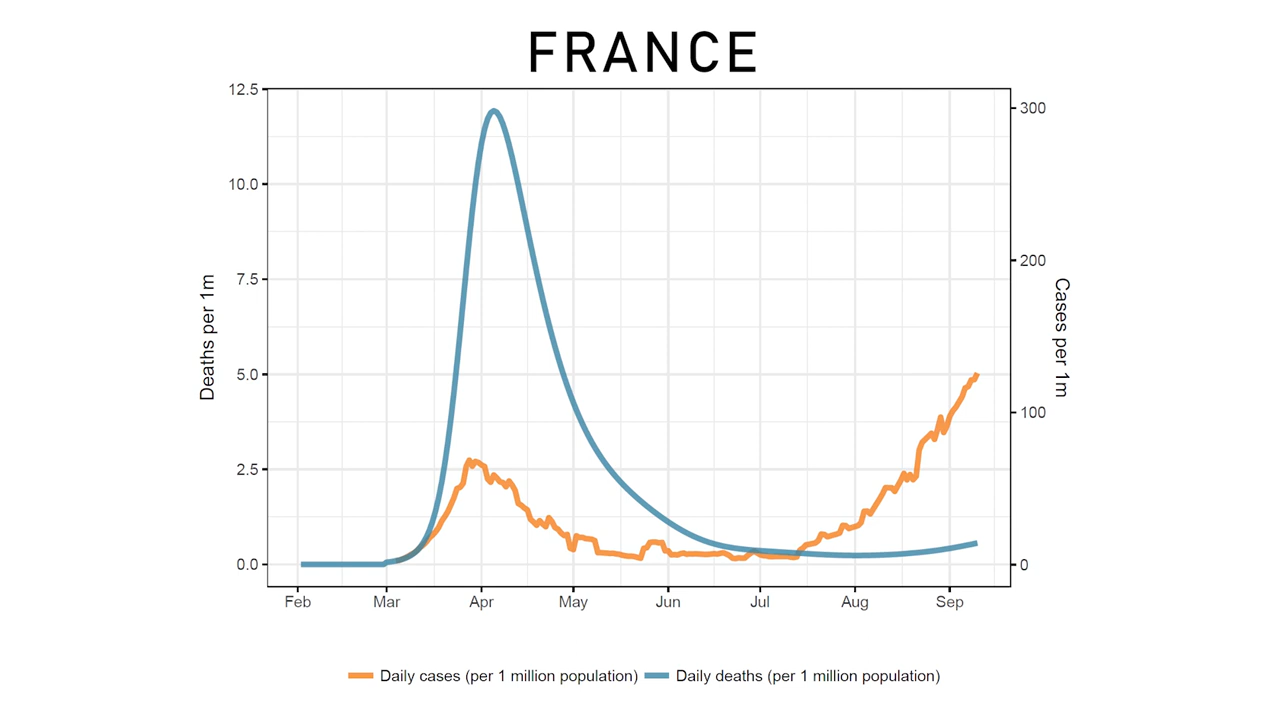 FRANCE
12.5
10.0
7.5
5.0
2.5
0.0
Deaths per 1m
300
200
100
0
Cases per 1m
Feb Mar Apr May Jun Jul Aug Sep
Daily cases (per 1 million population) Daily deaths (per 1 million population)